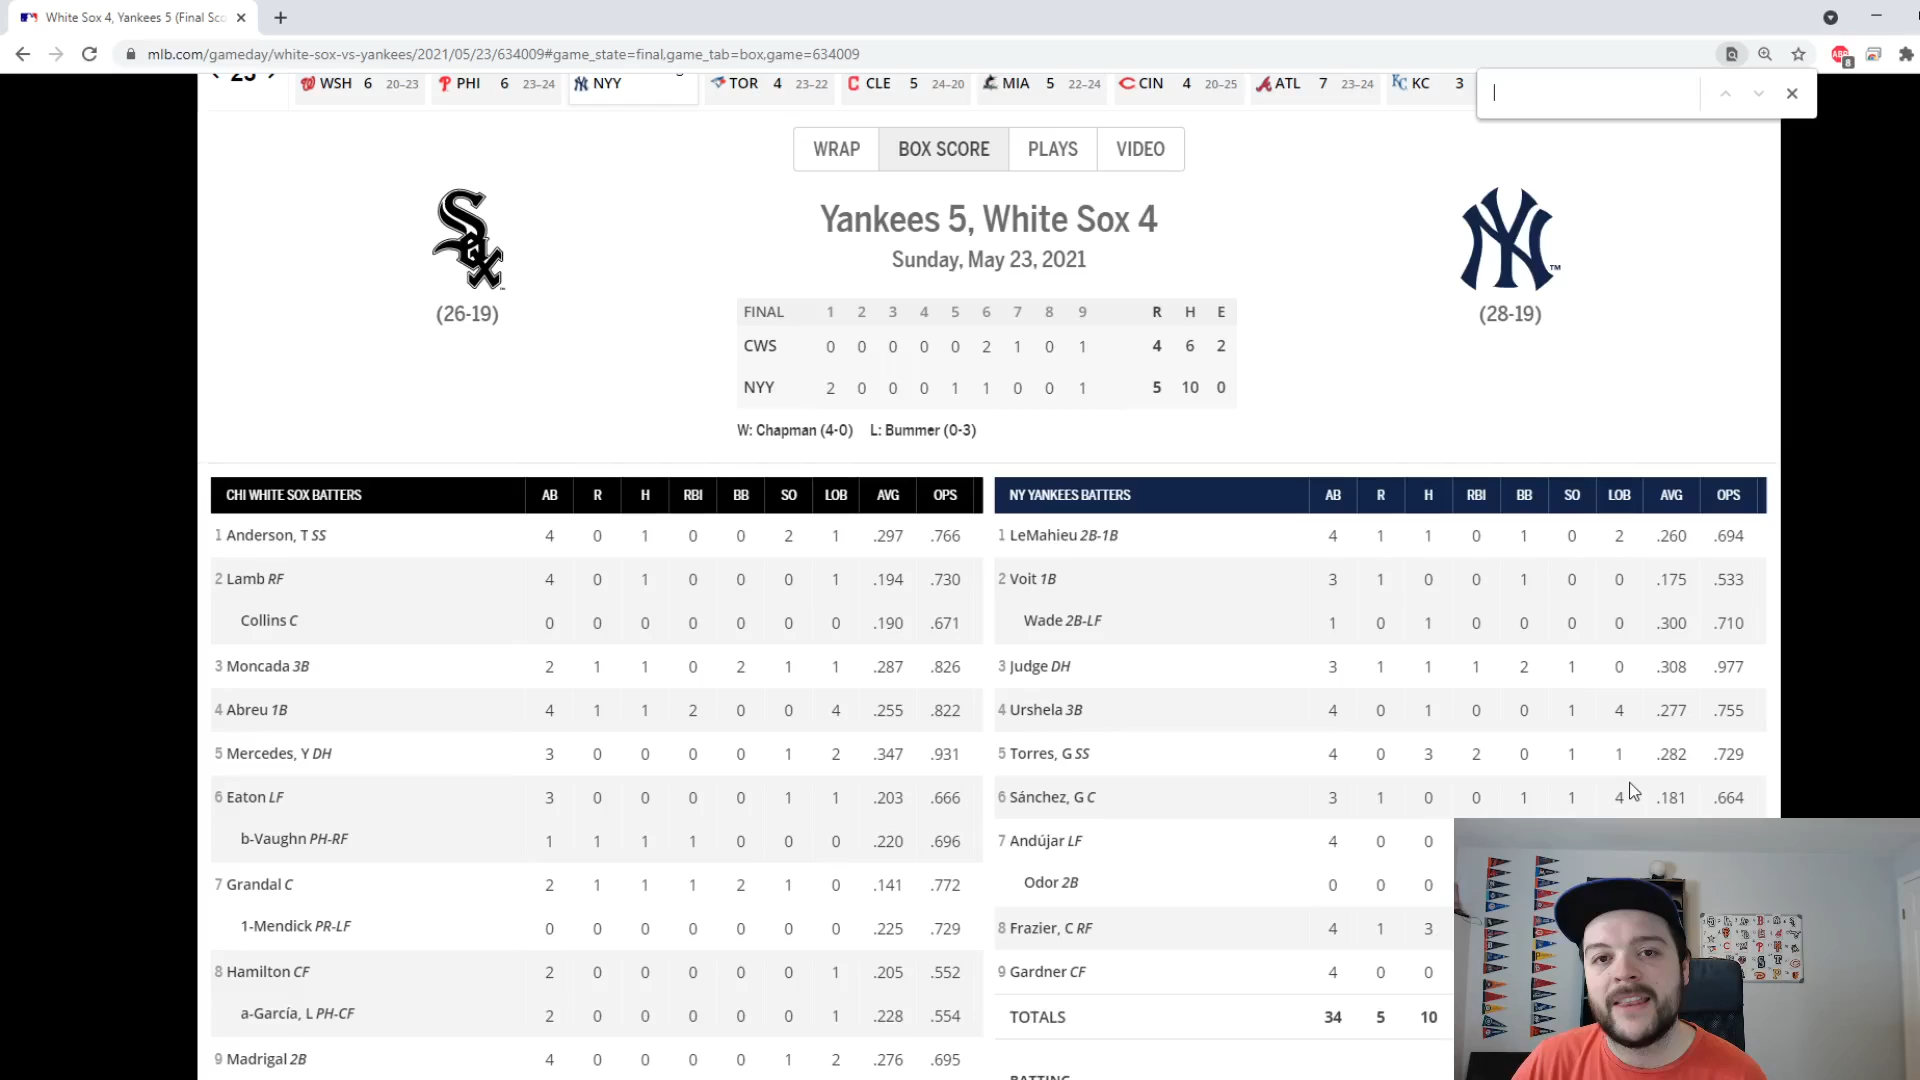 White Sox 4, Yankees 5 (Final Sco
mlb.com/gameday/white-sox-vs-yankees/2021/05/23/634009#game_state=final,game_tab=box,game=634009
ABP 8
WSH 6 20–23 PHI 6 23–24 NYY TOR 4 23–22 CLE 5 24–20 MIA 5 22–24 CIN 4 20–25 ATL 7 23–24 KC 3
WRAP BOX SCORE PLAYS VIDEO
Yankees 5, White Sox 4
Sunday, May 23, 2021
(26-19) (28-19)
FINAL 1 2 3 4 5 6 7 8 9 R H E
CWS 0 0 0 0 0 2 1 0 1 4 6 2
NYY 2 0 0 0 1 1 0 0 1 5 10 0
W: Chapman (4-0) L: Bummer (0-3)
CHI WHITE SOX BATTERS AB R H RBI BB SO LOB AVG OPS
1 Anderson, T SS 4 0 1 0 0 2 1 .297 .766
2 Lamb RF 4 0 1 0 0 0 1 .194 .730
Collins C 0 0 0 0 0 0 0 .190 .671
3 Moncada 3B 2 1 1 0 2 1 1 .287 .826
4 Abreu 1B 4 1 1 2 0 0 4 .255 .822
5 Mercedes, Y DH 3 0 0 0 0 1 2 .347 .931
6 Eaton LF 3 0 0 0 0 1 1 .203 .666
b-Vaughn PH-RF 1 1 1 1 0 0 0 .220 .696
7 Grandal C 2 1 1 1 2 1 0 .141 .772
1-Mendick PR-LF 0 0 0 0 0 0 0 .225 .729
8 Hamilton CF 2 0 0 0 0 0 1 .205 .552
a-García, L PH-CF 2 0 0 0 0 0 1 .228 .554
9 Madrigal 2B 4 0 0 0 0 1 2 .276 .695
NY YANKEES BATTERS AB R H RBI BB SO LOB AVG OPS
1 LeMahieu 2B-1B 4 1 1 0 1 0 2 .260 .694
2 Voit 1B 3 1 0 0 1 0 0 .175 .533
Wade 2B-LF 1 0 1 0 0 0 0 .300 .710
3 Judge DH 3 1 1 1 2 1 0 .308 .977
4 Urshela 3B 4 0 1 0 0 1 4 .277 .755
5 Torres, G SS 4 0 3 2 0 1 1 .282 .729
6 Sánchez, G C 3 1 0 0 1 1 4 .181 .664
7 Andújar LF 4 0 0
Odor 2B 0 0 0
8 Frazier, C RF 4 1 3
9 Gardner CF 4 0 0
TOTALS 34 5 10
BATTING